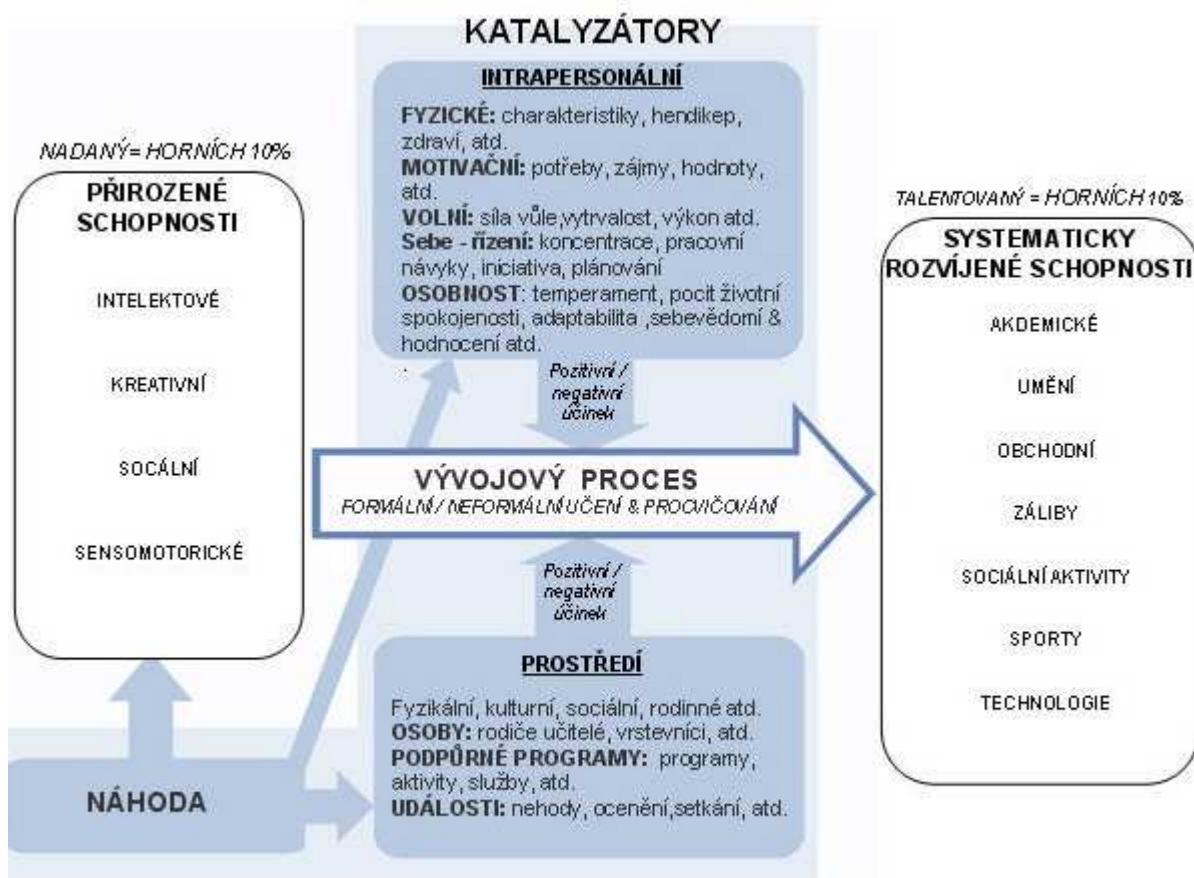 KATALYZÁTORY
INTRAPERSONÁLNÍ
FYZICKÉ: charakteristiky, hendikep,
zdraví, atd.
MOTIVAČNÍ: potřeby, zájmy, hodnoty,
atd.
VOLNÍ: síla vůle,vytrvalost, výkon atd.
Sebe - řízení: koncentrace, pracovní
návyky, iniciativa, plánování
OSOBNOST: temperament, pocit životní
spokojenosti, adaptabilita ,sebevědomí &
hodnocení atd.
.
NADANÝ= HORNÍCH 10%
PŘIROZENÉ
SCHOPNOSTI
INTELEKTOVÉ
KREATIVNÍ
SOCÁLNÍ
SENSOMOTORICKÉ
Pozitivní /
negativní
účinek
VÝVOJOVÝ PROCES
FORMÁLNÍ / NEFORMÁLNÍ UČENÍ & PROCVIČOVÁNÍ
Pozitivní /
negativní
účinek
PROSTŘEDÍ
Fyzikální, kulturní, sociální, rodinné atd.
OSOBY: rodiče učitelé, vrstevníci, atd.
PODPŮRNÉ PROGRAMY: programy,
aktivity, služby, atd.
UDÁLOSTI: nehody, ocenění,setkání, atd.
NÁHODA
TALENTOVANÝ = HORNÍCH 10%
SYSTEMATICKY
ROZVÍJENÉ SCHOPNOSTI
AKDEMICKÉ
UMĚNÍ
OBCHODNÍ
ZÁLIBY
SOCIÁLNÍ AKTIVITY
SPORTY
TECHNOLOGIE